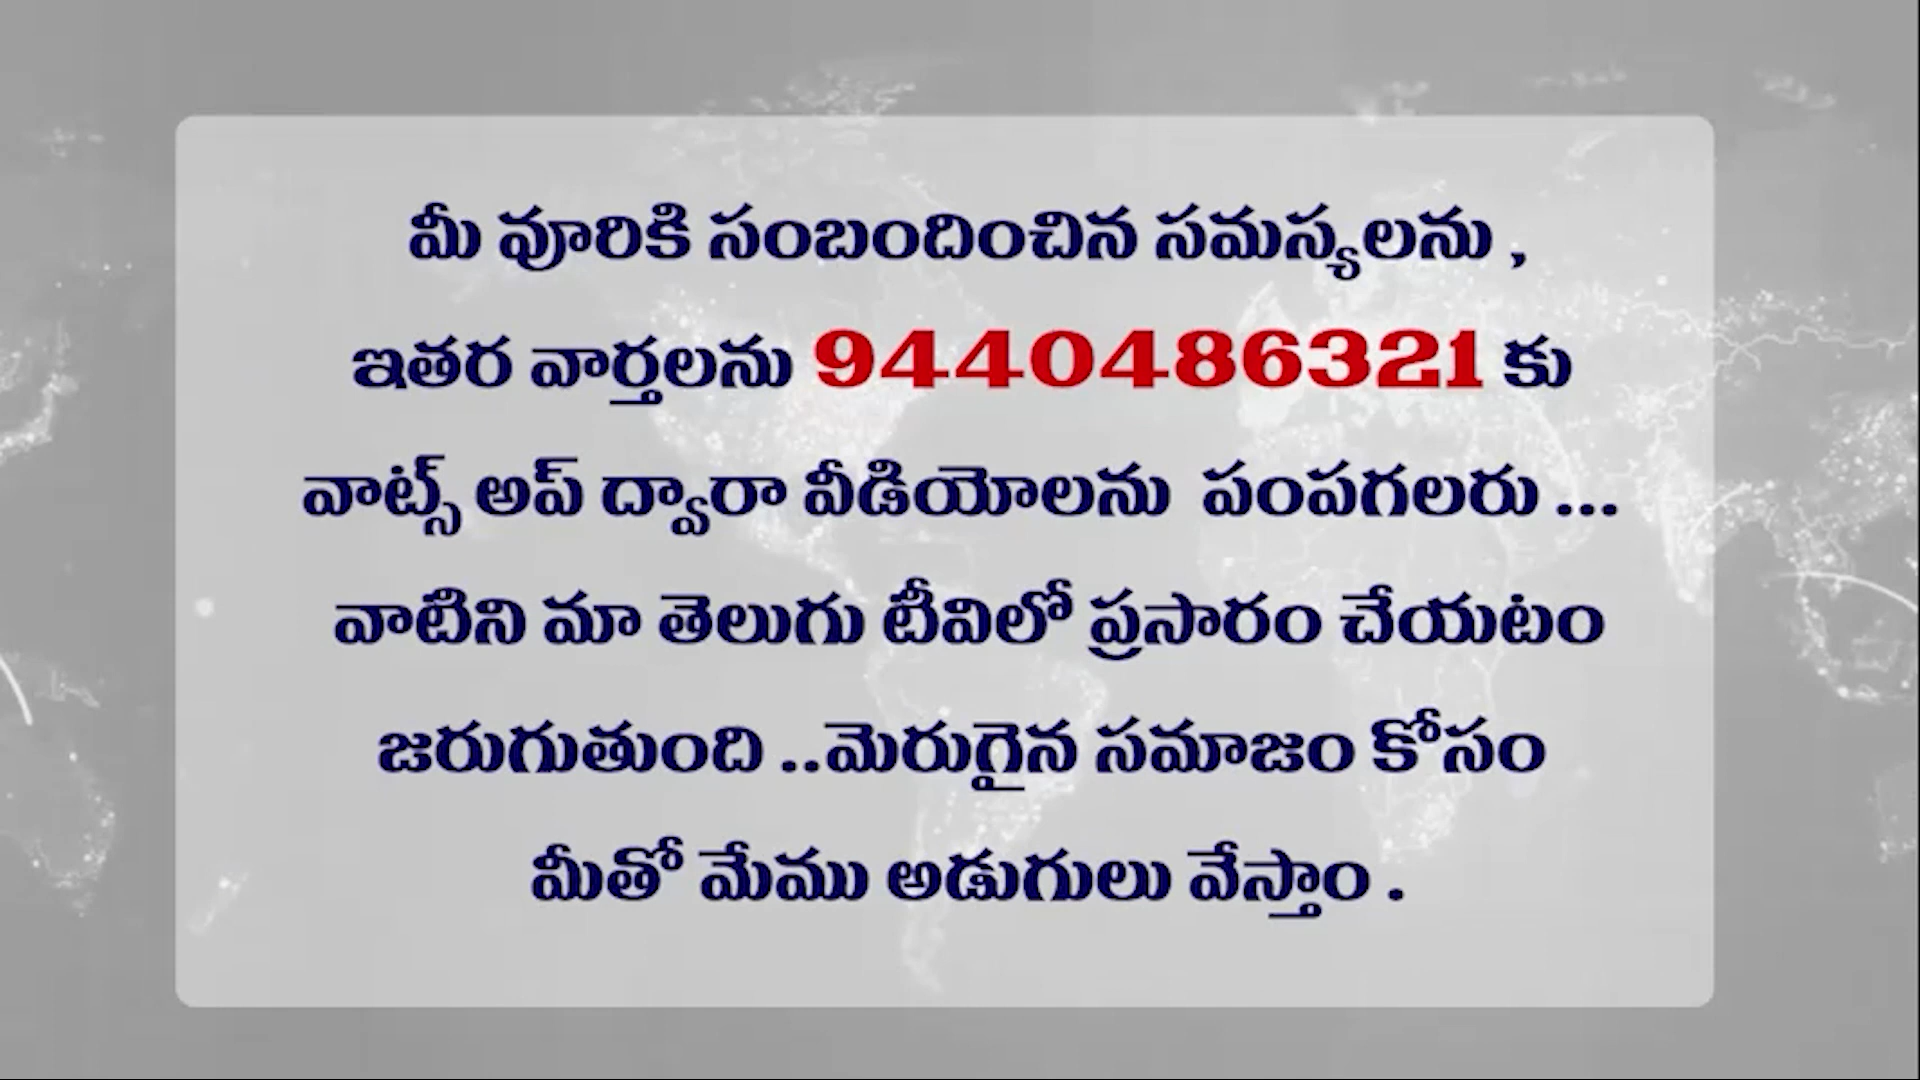 మీ వూరికి సంబందించిన సమస్యలను ,
ఇతర వార్తలను 9440486321 కు
వాట్స్ అప్ ద్వారా వీడియోలను పంపగలరు ...
వాటిని మా తెలుగు టీవిలో ప్రసారం చేయటం
జరుగుతుంది ..మెరుగైన సమాజం కోసం
మీతో మేము అడుగులు వేస్తాం .